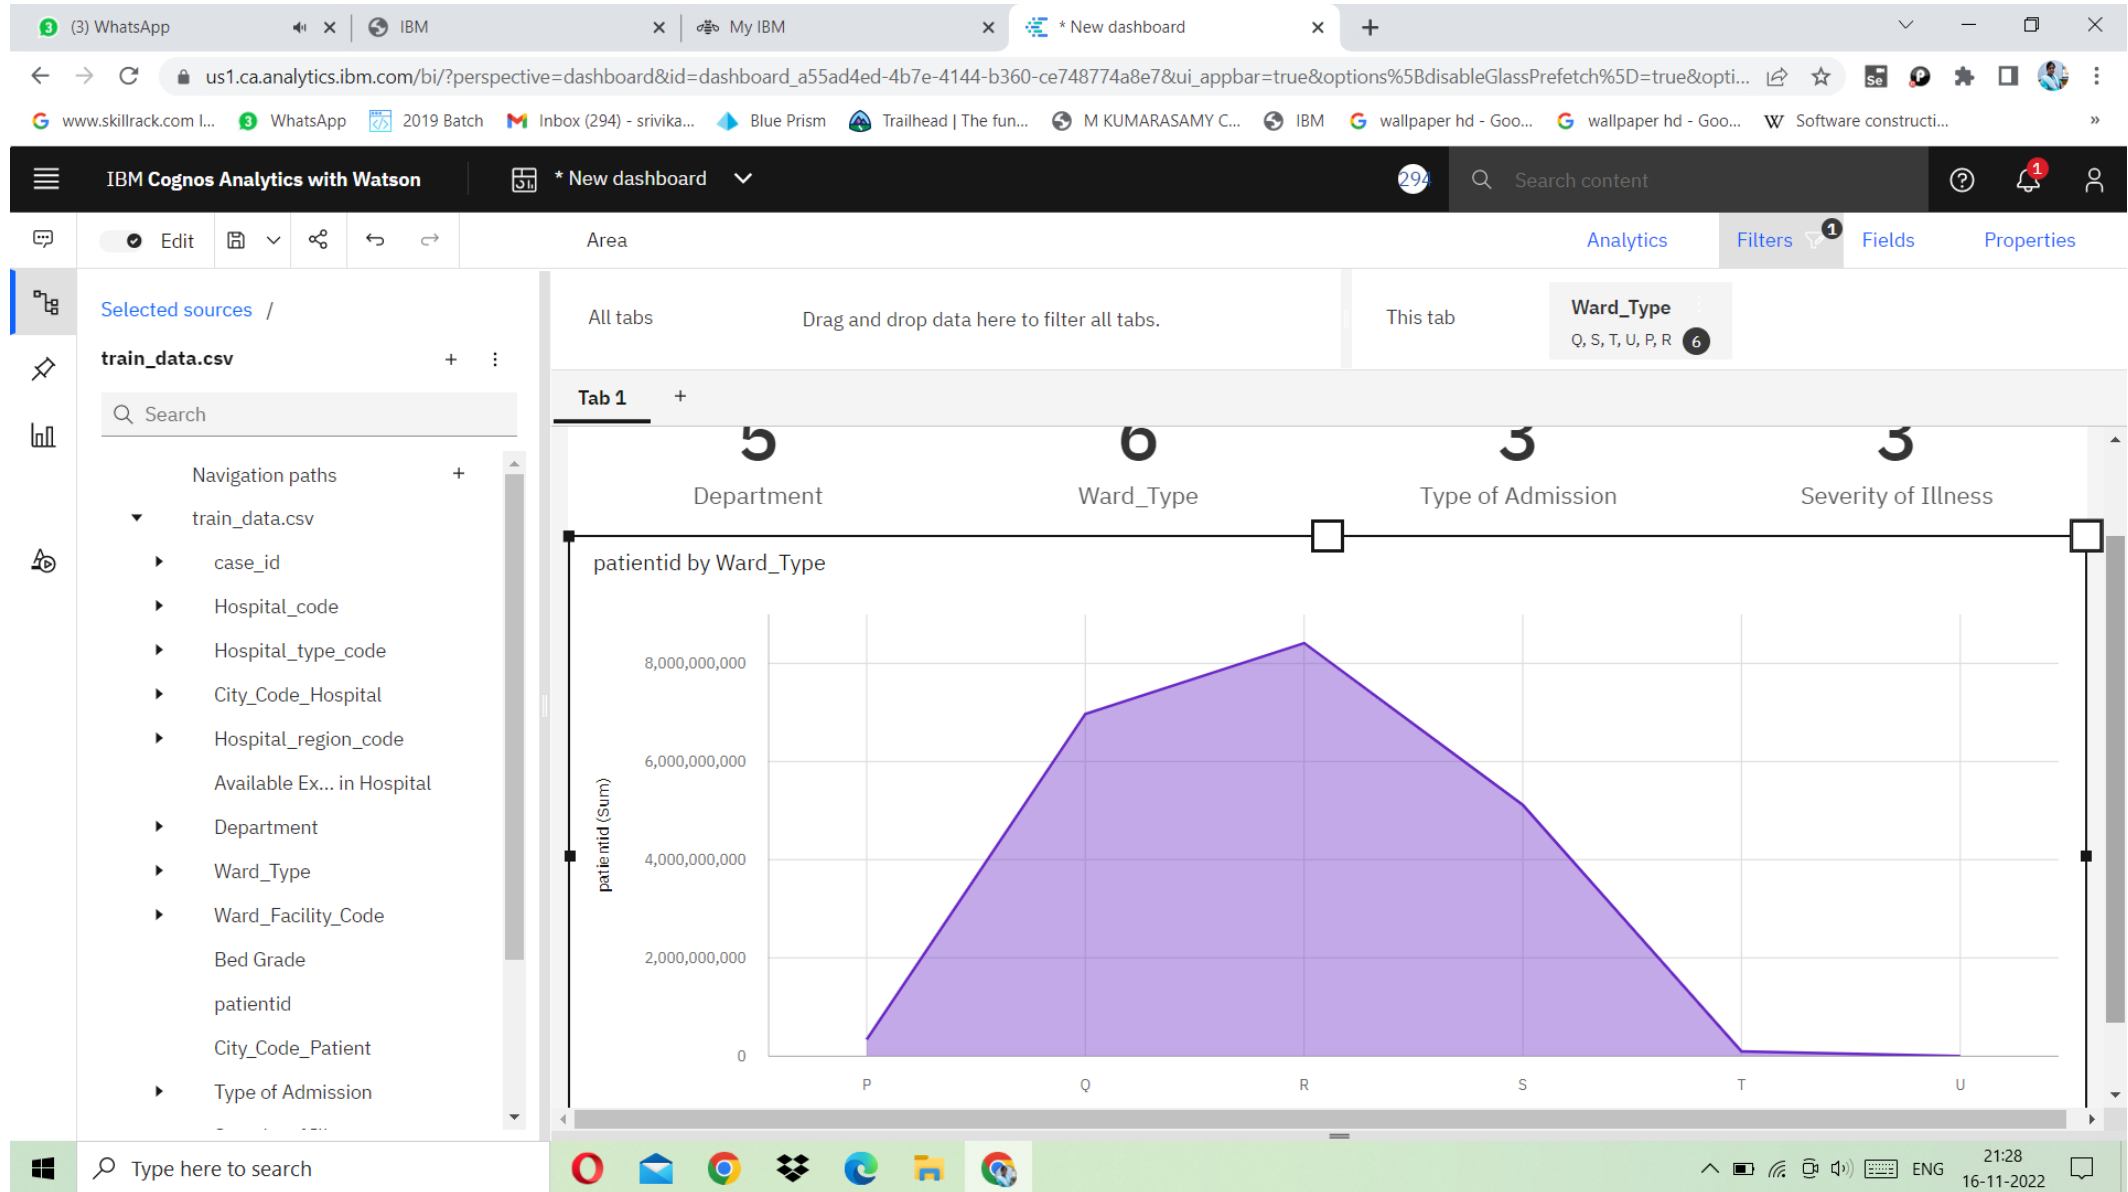 3 (3) WhatsApp
IBM
My IBM
* New dashboard
us1.ca.analytics.ibm.com/bi/?perspective=dashboard&id=dashboard_a55ad4ed-4b7e-4144-b360-ce748774a8e7&ui_appbar=true&options%5BdisableGlassPrefetch%5D=true&opti...
Se
G www.skillrack.com I...
3 WhatsApp
2019 Batch
Inbox (294) - srivika...
Blue Prism
Trailhead | The fun...
M KUMARASAMY C...
IBM
G wallpaper hd - Goo...
G wallpaper hd - Goo...
W Software constructi...
»
IBM Cognos Analytics with Watson
* New dashboard
294
Search content
1
Edit
Area
Analytics
Filters 1
Fields
Properties
Selected sources /
train_data.csv
Search
Navigation paths
train_data.csv
case_id
Hospital_code
Hospital_type_code
City_Code_Hospital
Hospital_region_code
Available Ex... in Hospital
Department
Ward_Type
Ward_Facility_Code
Bed Grade
patientid
City_Code_Patient
Type of Admission
All tabs
Drag and drop data here to filter all tabs.
This tab
Ward_Type
Q, S, T, U, P, R 6
Tab 1
5 6 3 3
Department Ward_Type Type of Admission Severity of Illness
patientid by Ward_Type
patientid (Sum)
8,000,000,000
6,000,000,000
4,000,000,000
2,000,000,000
0
P Q R S T U
Type here to search
ENG
21:28
16-11-2022